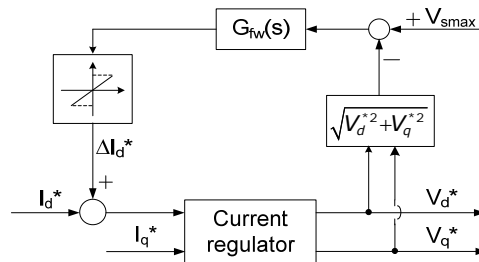 G_fw(s)
+ V_smax
−
√(V_d^*2 + V_q^*2)
ΔI_d*
+
I_d*
V_d*
I_q*
Current
regulator
V_q*